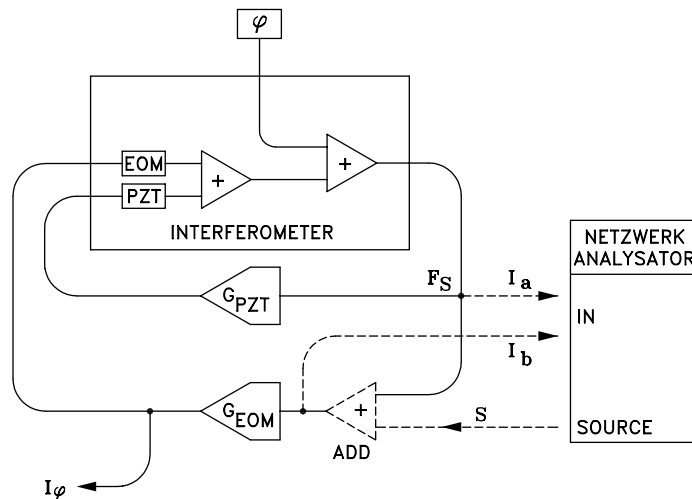 φ
EOM
+
+
PZT
INTERFEROMETER
NETZWERK
ANALYSATOR
G_PZT
F_S
I_a
IN
I_b
G_EOM
+
S
SOURCE
ADD
I_φ